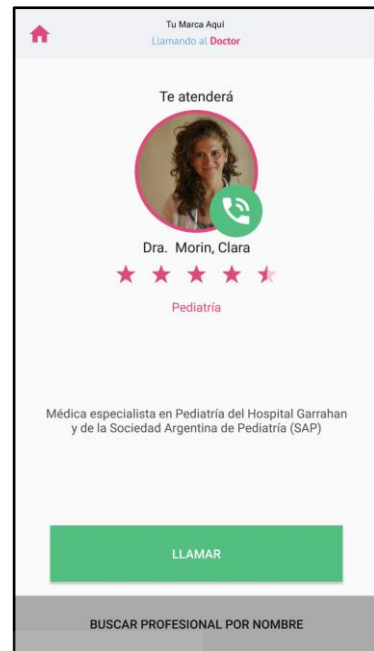 Tu Marca Aquí
Llamando al Doctor
Te atenderá
Dra. Morin, Clara
Pediatría
Médica especialista en Pediatría del Hospital Garrahan
y de la Sociedad Argentina de Pediatría (SAP)
LLAMAR
BUSCAR PROFESIONAL POR NOMBRE